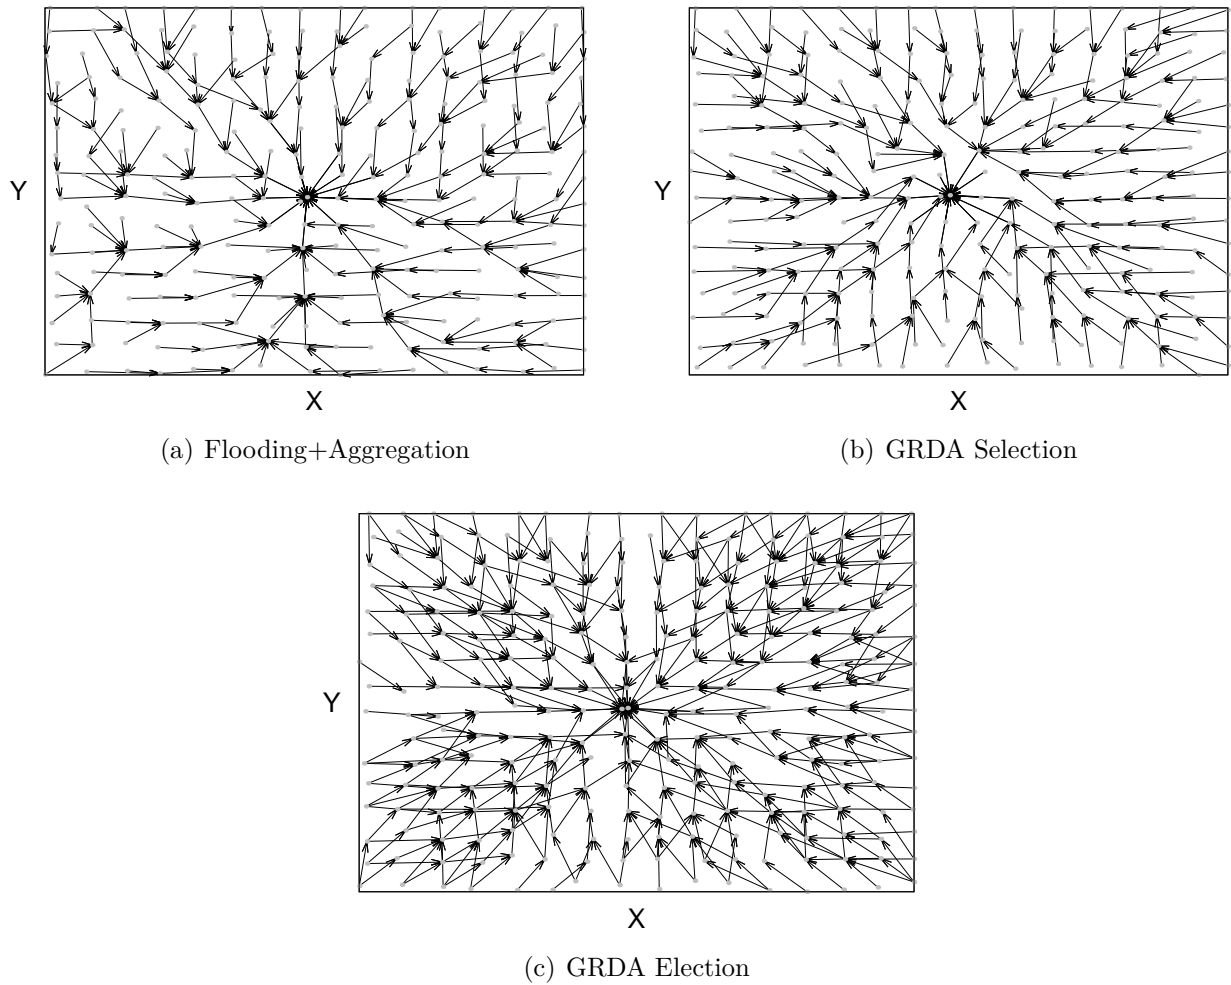 Y
Y
X
X
(a) Flooding+Aggregation
(b) GRDA Selection
Y
X
(c) GRDA Election